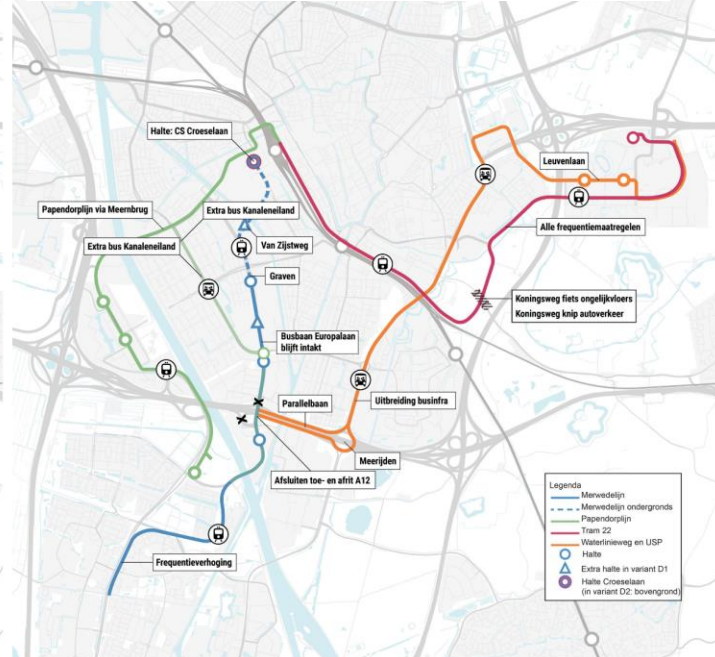 Halte: CS Croeselaan
Leuvenlaan
Papendorplijn via Meernbrug
Extra bus Kanaleneiland
Alle frequentiemaatregelen
Extra bus Kanaleneiland
Van Zijstweg
Graven
Koningsweg fiets ongelijkvloers
Koningsweg knip autoverkeer
Busbaan Europalaan
blijft intakt
Parallelbaan
Uitbreiding businfra
Meerijden
Afsluiten toe- en afrit A12
Frequentieverhoging
Legenda
Merwedelijn
Merwedelijn ondergronds
Papendorplijn
Tram 22
Waterlinieweg en USP
Halte
Extra halte in variant D1
Halte Croeselaan
(in variant D2: bovengrond)